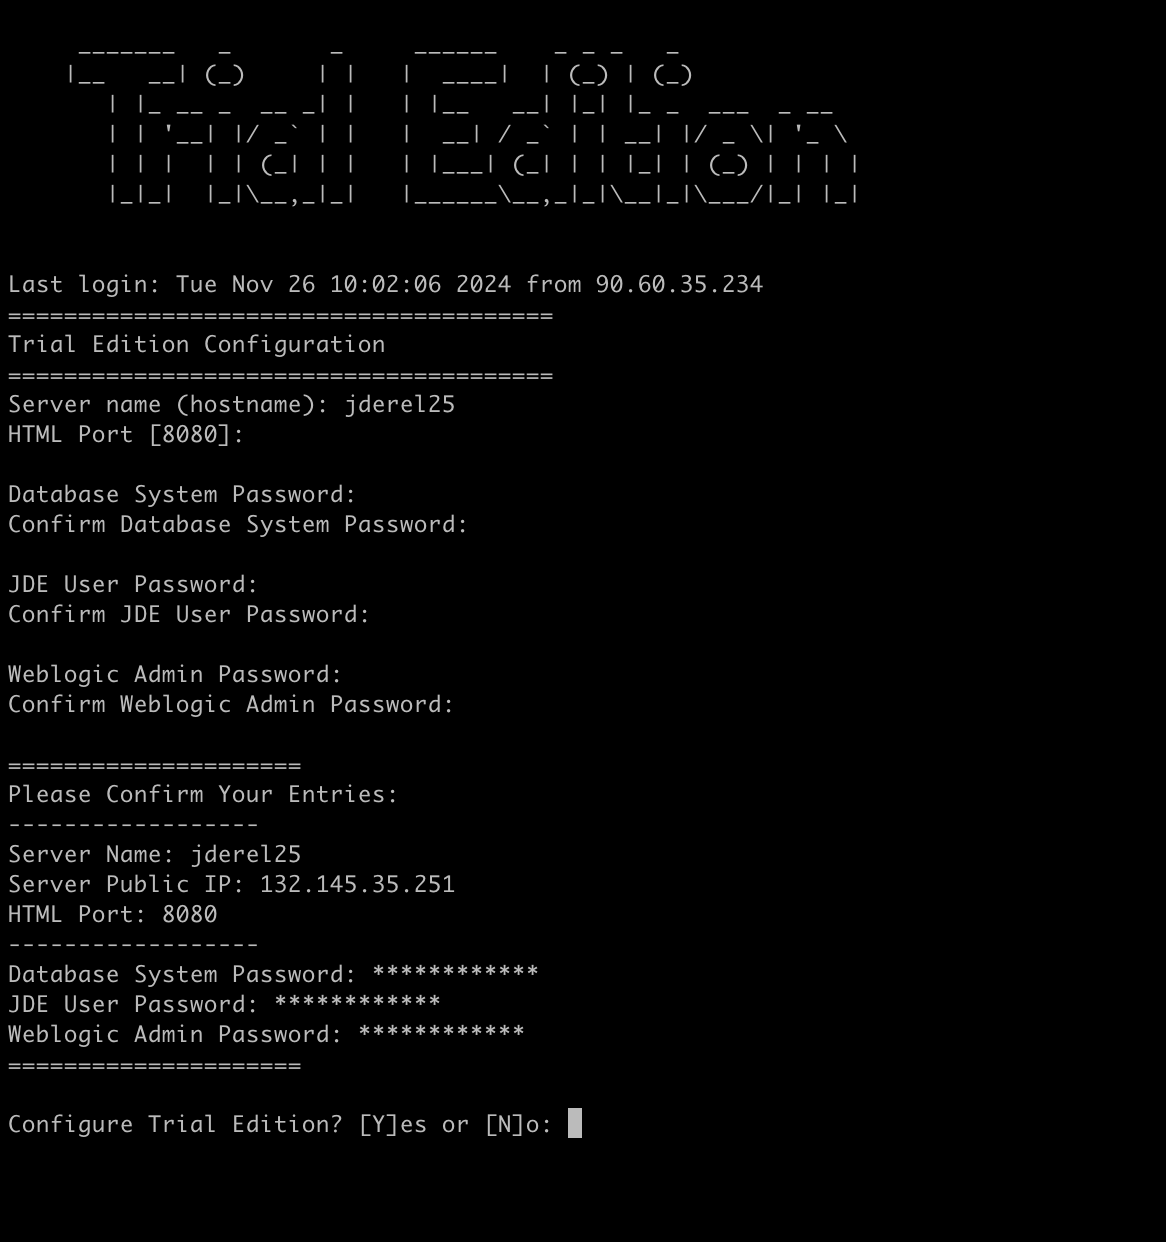 Trial Edition
Last login: Tue Nov 26 10:02:06 2024 from 90.60.35.234
=======================================
Trial Edition Configuration
=======================================
Server name (hostname): jderel25
HTML Port [8080]:
Database System Password:
Confirm Database System Password:
JDE User Password:
Confirm JDE User Password:
Weblogic Admin Password:
Confirm Weblogic Admin Password:
=====================
Please Confirm Your Entries:
------------------
Server Name: jderel25
Server Public IP: 132.145.35.251
HTML Port: 8080
------------------
Database System Password: ************
JDE User Password: ************
Weblogic Admin Password: ************
=====================
Configure Trial Edition? [Y]es or [N]o: